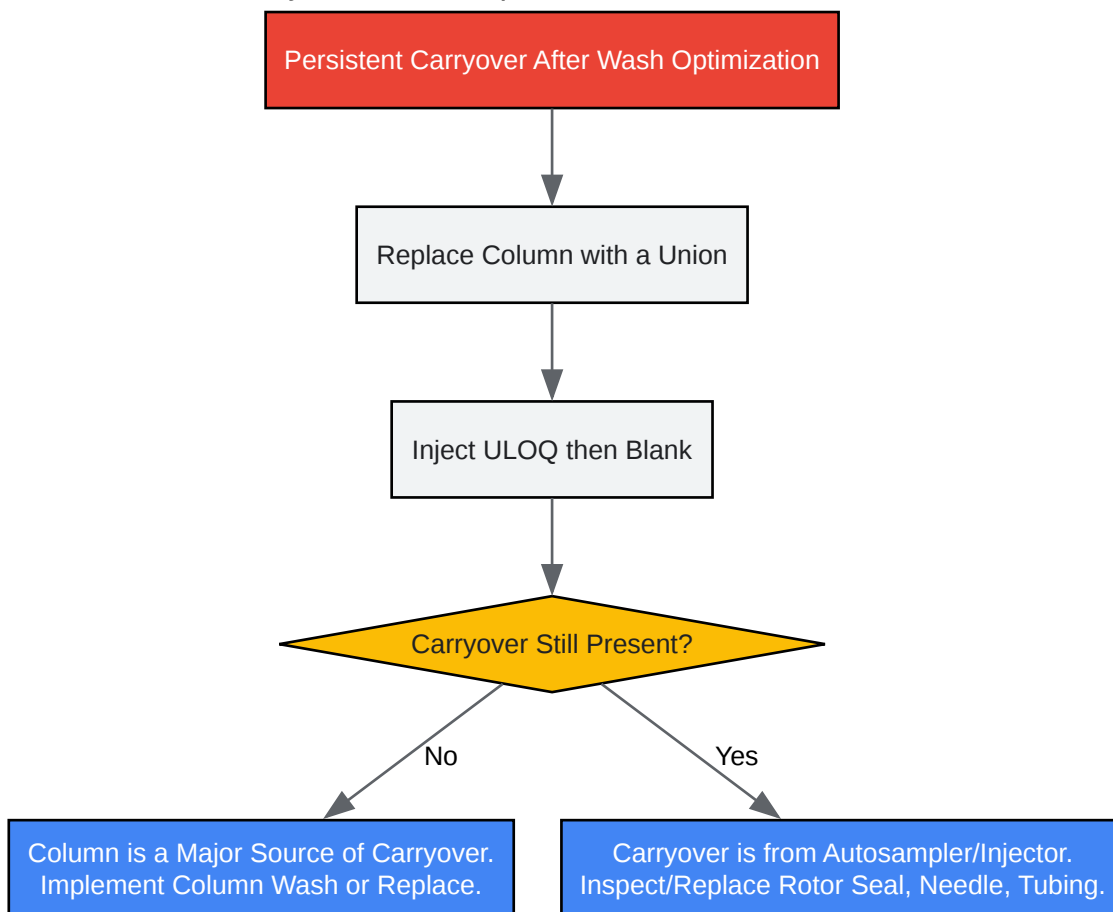 Persistent Carryover After Wash Optimization
Replace Column with a Union
Inject ULOQ then Blank
Carryover Still Present?
No
Yes
Column is a Major Source of Carryover.
Implement Column Wash or Replace.
Carryover is from Autosampler/Injector.
Inspect/Replace Rotor Seal, Needle, Tubing.